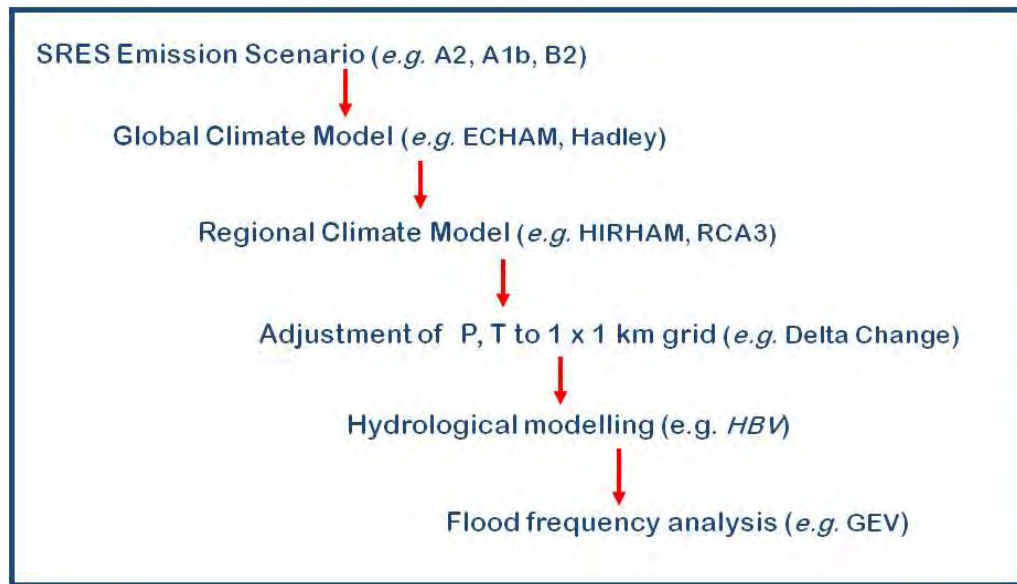 SRES Emission Scenario (e.g. A2, A1b, B2)
Global Climate Model (e.g. ECHAM, Hadley)
Regional Climate Model (e.g. HIRHAM, RCA3)
Adjustment of P, T to 1 x 1 km grid (e.g. Delta Change)
Hydrological modelling (e.g. HBV)
Flood frequency analysis (e.g. GEV)